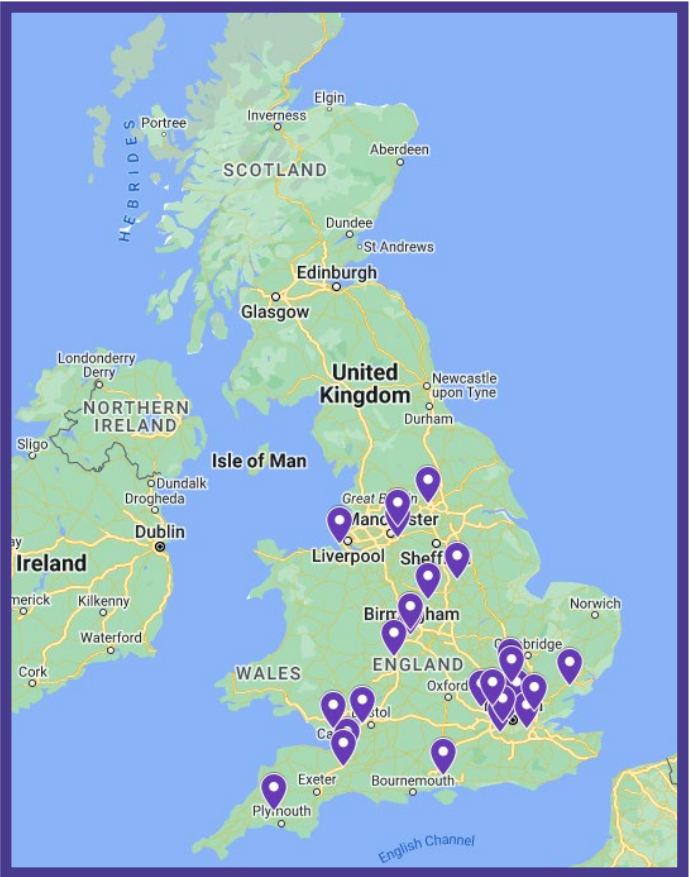 Elgin
Inverness
Portree
HEBRIDES
SCOTLAND
Aberdeen
Dundee
St Andrews
Edinburgh
Glasgow
Londonderry
Derry
United
Kingdom
Newcastle
upon Tyne
NORTHERN
IRELAND
Durham
Sligo
Isle of Man
Dundalk
Drogheda
Great B
Dublin
Liverpool
Ireland
Kilkenny
Norwich
Waterford
ENGLAND
WALES
Cork
Oxford
Exeter
Bournemouth
Plymouth
English Channel